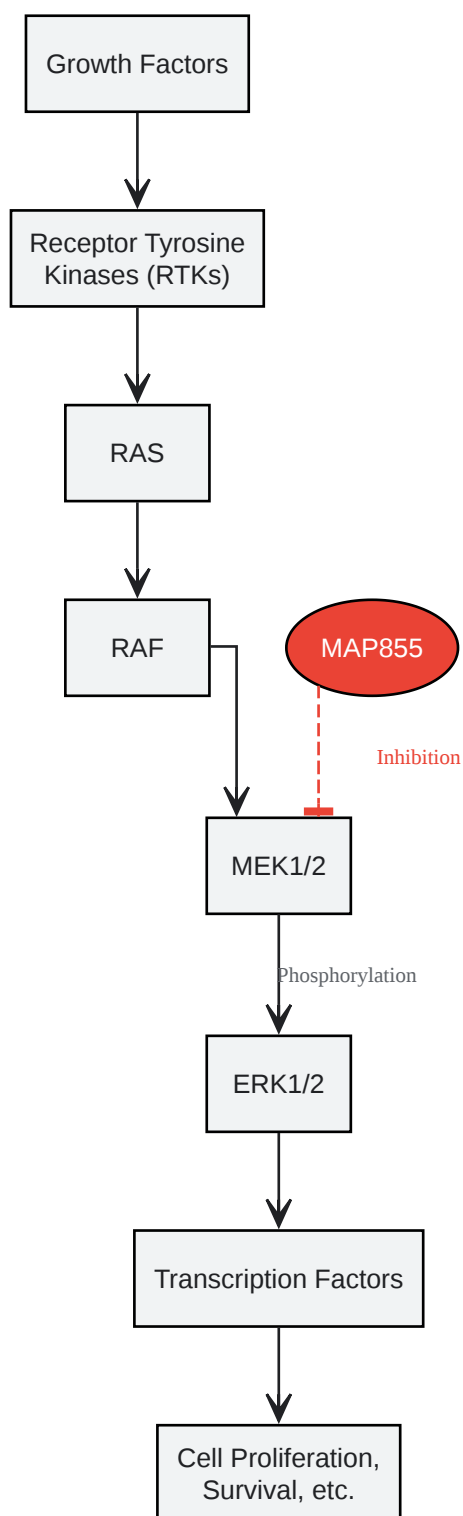 Growth Factors
Receptor Tyrosine
Kinases (RTKs)
RAS
RAF
MAP855
Inhibition
MEK1/2
Phosphorylation
ERK1/2
Transcription Factors
Cell Proliferation,
Survival, etc.